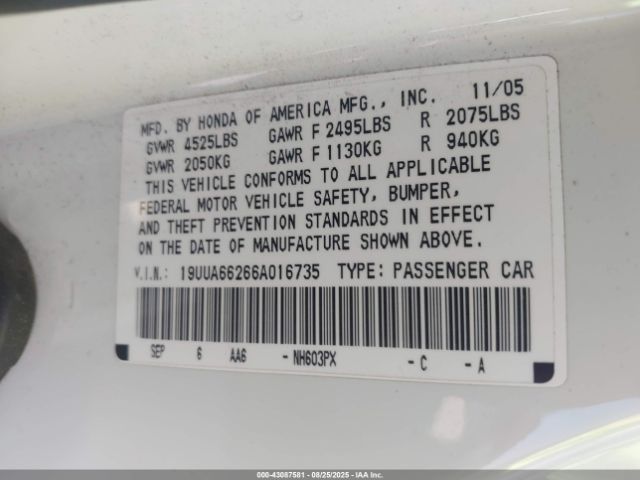 MFD. BY HONDA OF AMERICA MFG., INC. 11/05
GVWR 4525LBS GAWR F 2495LBS R 2075LBS
GVWR 2050KG GAWR F 1130KG R 940KG
THIS VEHICLE CONFORMS TO ALL APPLICABLE
FEDERAL MOTOR VEHICLE SAFETY, BUMPER,
AND THEFT PREVENTION STANDARDS IN EFFECT
ON THE DATE OF MANUFACTURE SHOWN ABOVE.
V.I.N.: 19UUA66266A016735 TYPE: PASSENGER CAR
SEP 6 AA6 -NH603PX -C -A
000-43087581 - 08/25/2025 - IAA Inc.